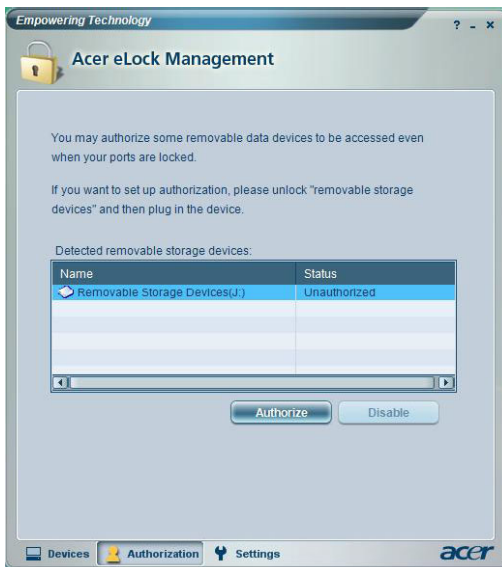 Empowering Technology
? - ×
Acer eLock Management
You may authorize some removable data devices to be accessed even
when your ports are locked.
If you want to set up authorization, please unlock "removable storage
devices" and then plug in the device.
Detected removable storage devices:
Name Status
Removable Storage Devices(J:) Unauthorized
Authorize Disable
Devices Authorization Settings acer